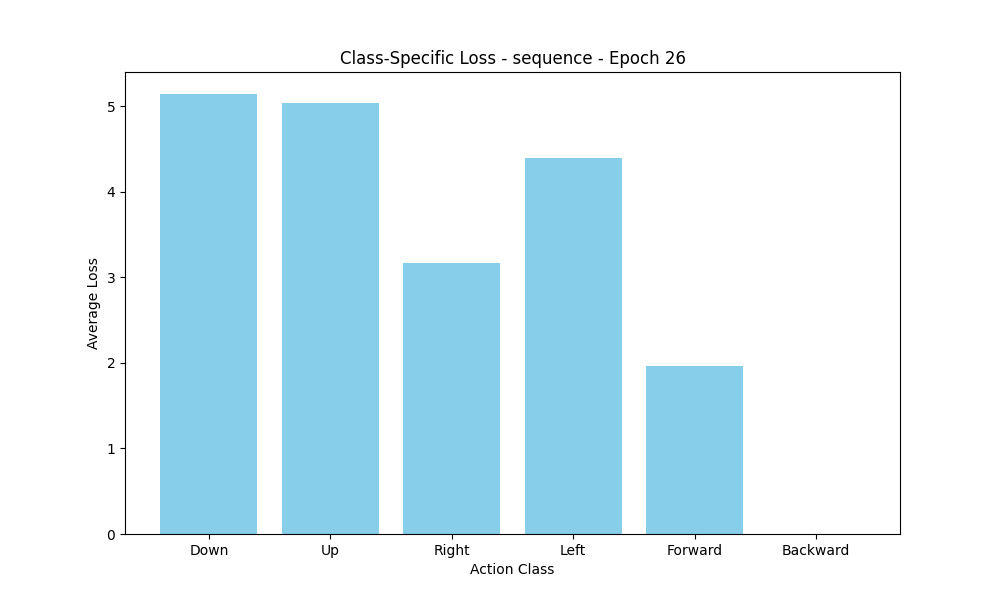 Class-Specific Loss - sequence - Epoch 26
Average Loss
5
4
3
2
1
0
Down Up Right Left Forward Backward
Action Class